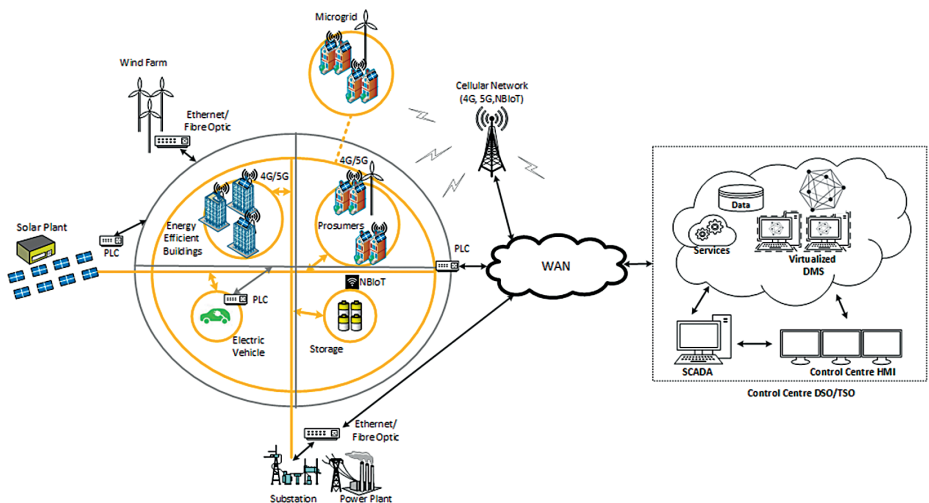 Microgrid
Wind Farm
Cellular Network
(4G, 5G,NBIoT)
Ethernet/
Fibre Optic
4G/5G
4G/5G
Energy
Efficient
Buildings
Prosumers
Data
Services
Virtualized
DMS
Solar Plant
PLC
PLC
WAN
PLC
NBIoT
Electric
Vehicle
Storage
SCADA
Control Centre HMI
Control Centre DSO/TSO
Ethernet/
Fibre Optic
Substation
Power Plant